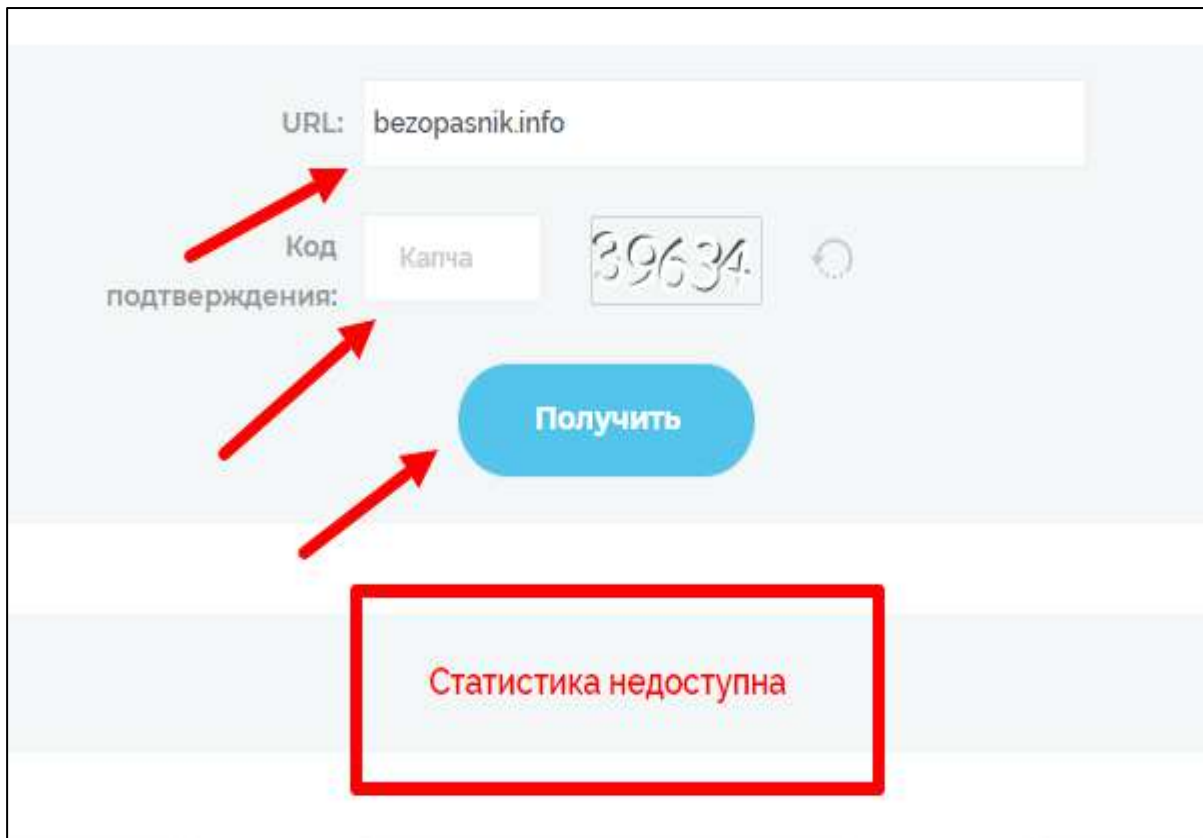 URL: bezopasnik.info
Код
подтверждения:
Капча 39634
Получить
Статистика недоступна